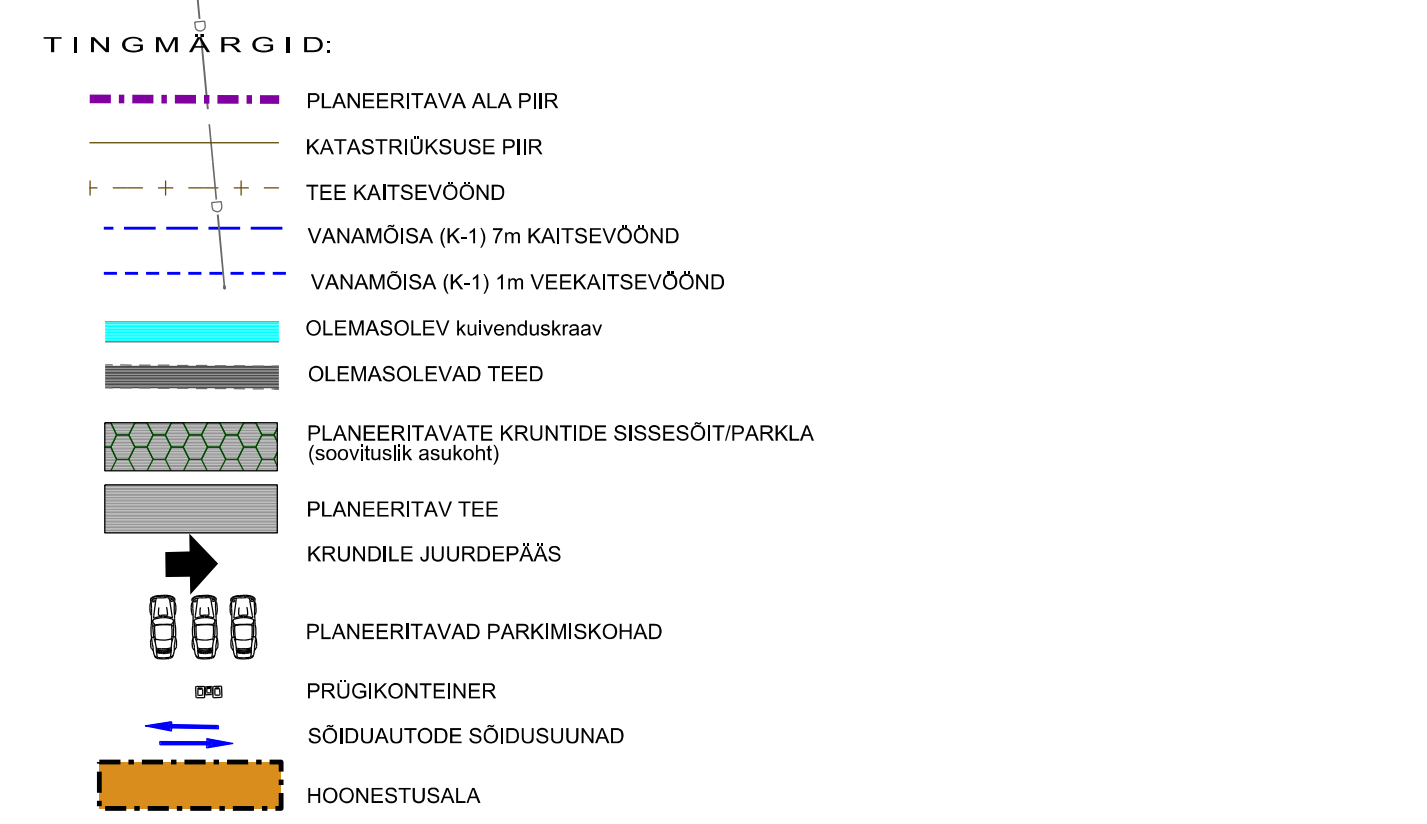 TINGMÄRGID:
PLANEERITAVA ALA PIIR
KATASTRIÜKSUSE PIIR
TEE KAITSEVÖÖND
VANAMÕISA (K-1) 7m KAITSEVÖÖND
VANAMÕISA (K-1) 1m VEEKAITSEVÖÖND
OLEMASOLEV kuivenduskraav
OLEMASOLEVAD TEED
PLANEERITAVATE KRUNTIDE SISSESÕIT/PARKLA
(soovituslik asukoht)
PLANEERITAV TEE
KRUNDILE JUURDEPÄÄS
PLANEERITAVAD PARKIMISKOHAD
PRÜGIKONTEINER
SÕIDUAUTODE SÕIDUSUUNAD
HOONESTUSALA
D
D